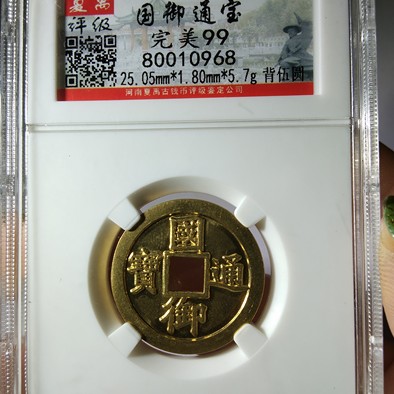 夏禹
评级
国御通宝
完美99
80010968
25.05mm*1.80mm*5.7g 背伍圆
河南夏禹古钱币评级鉴定公司
國御通寳